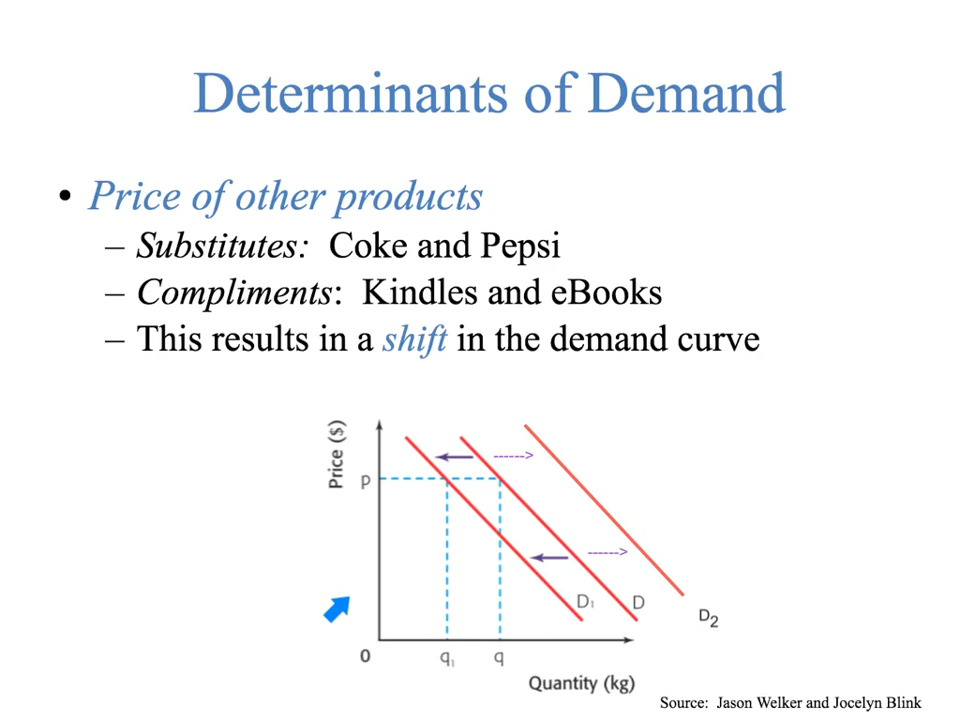 Determinants of Demand
• Price of other products
– Substitutes: Coke and Pepsi
– Compliments: Kindles and eBooks
– This results in a shift in the demand curve
Price ($)
p
D₁
D
D₂
0
q₁
q
Quantity (kg)
Source: Jason Welker and Jocelyn Blink